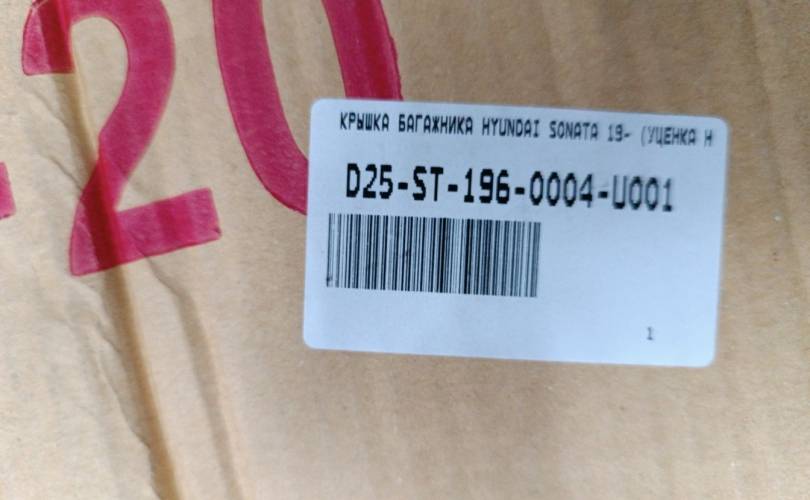 20
КРЫШКА БАГАЖНИКА HYUNDAI SONATA 19- (УЦЕНКА Н
D25-ST-196-0004-U001
1